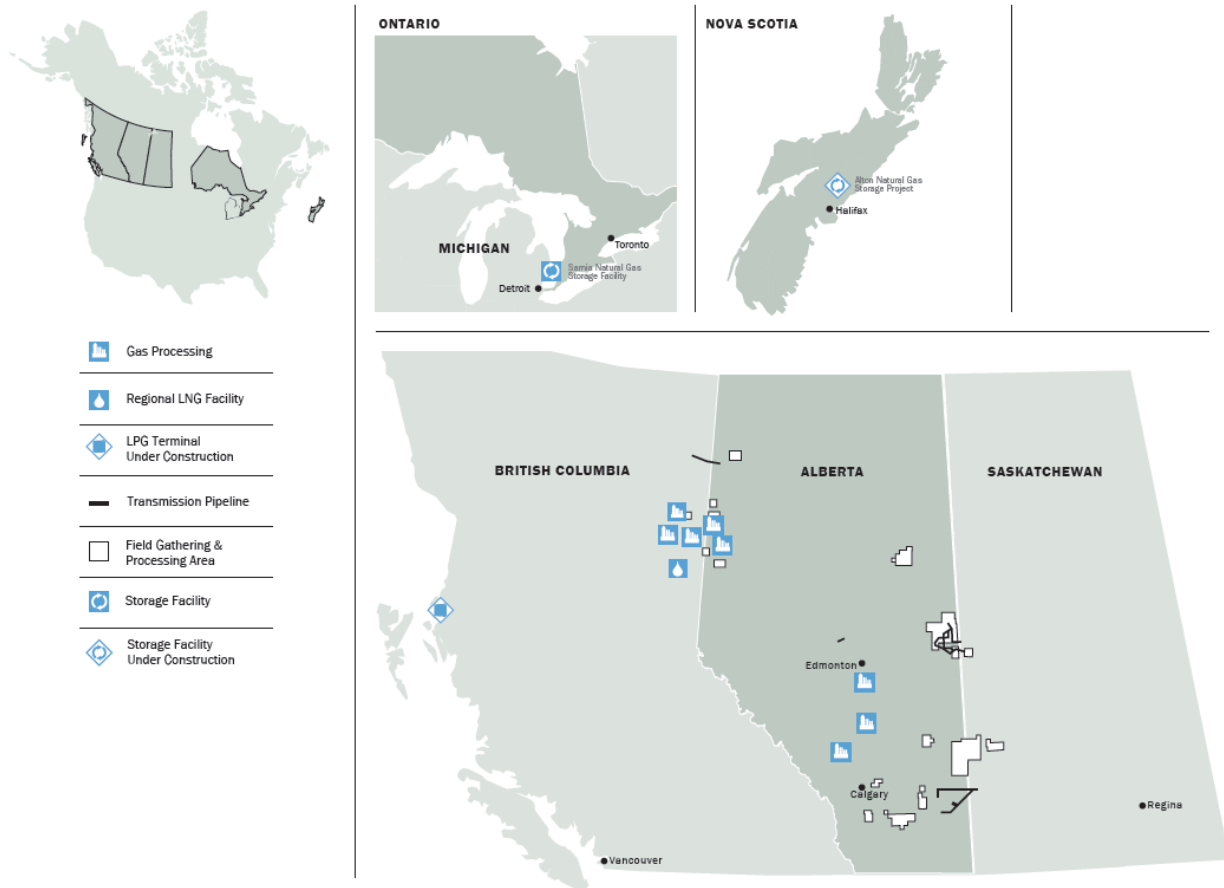 ONTARIO
MICHIGAN
Toronto
Sarnia Natural Gas
Storage Facility
Detroit
NOVA SCOTIA
Alton Natural Gas
Storage Project
Halifax
Gas Processing
Regional LNG Facility
LPG Terminal
Under Construction
Transmission Pipeline
Field Gathering &
Processing Area
Storage Facility
Storage Facility
Under Construction
BRITISH COLUMBIA
ALBERTA
SASKATCHEWAN
Edmonton
Calgary
Regina
Vancouver